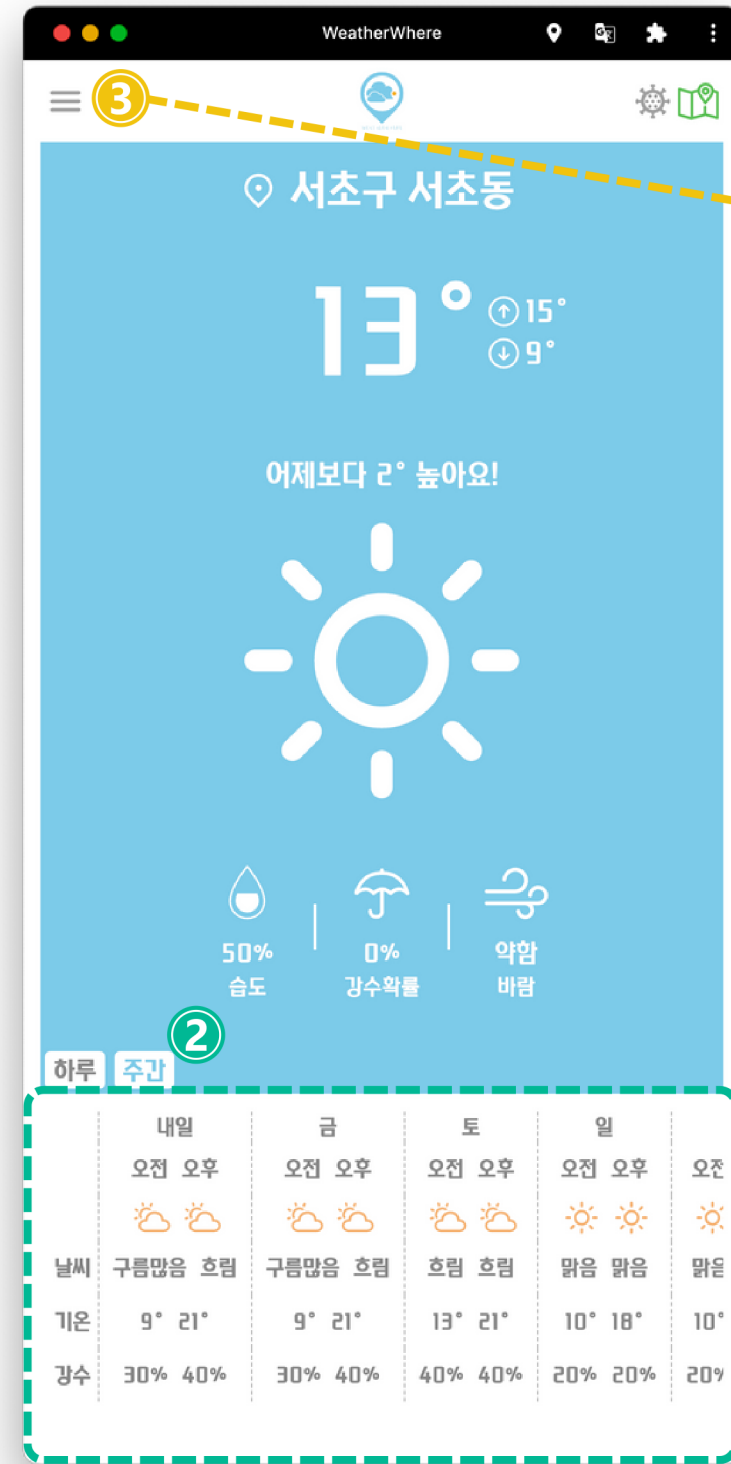 WeatherWhere
3
서초구 서초동
13° 15°
9°
어제보다 2° 높아요!
50% 0% 약함
습도 강수확률 바람
2
하루 주간
내일 금 토 일
오전 오후 오전 오후 오전 오후 오전 오후 오전
날씨 구름많음 흐림 구름많음 흐림 흐림 흐림 맑음 맑음 맑음
기온 9° 21° 9° 21° 13° 21° 10° 18° 10°
강수 30% 40% 30% 40% 40% 40% 20% 20% 20%